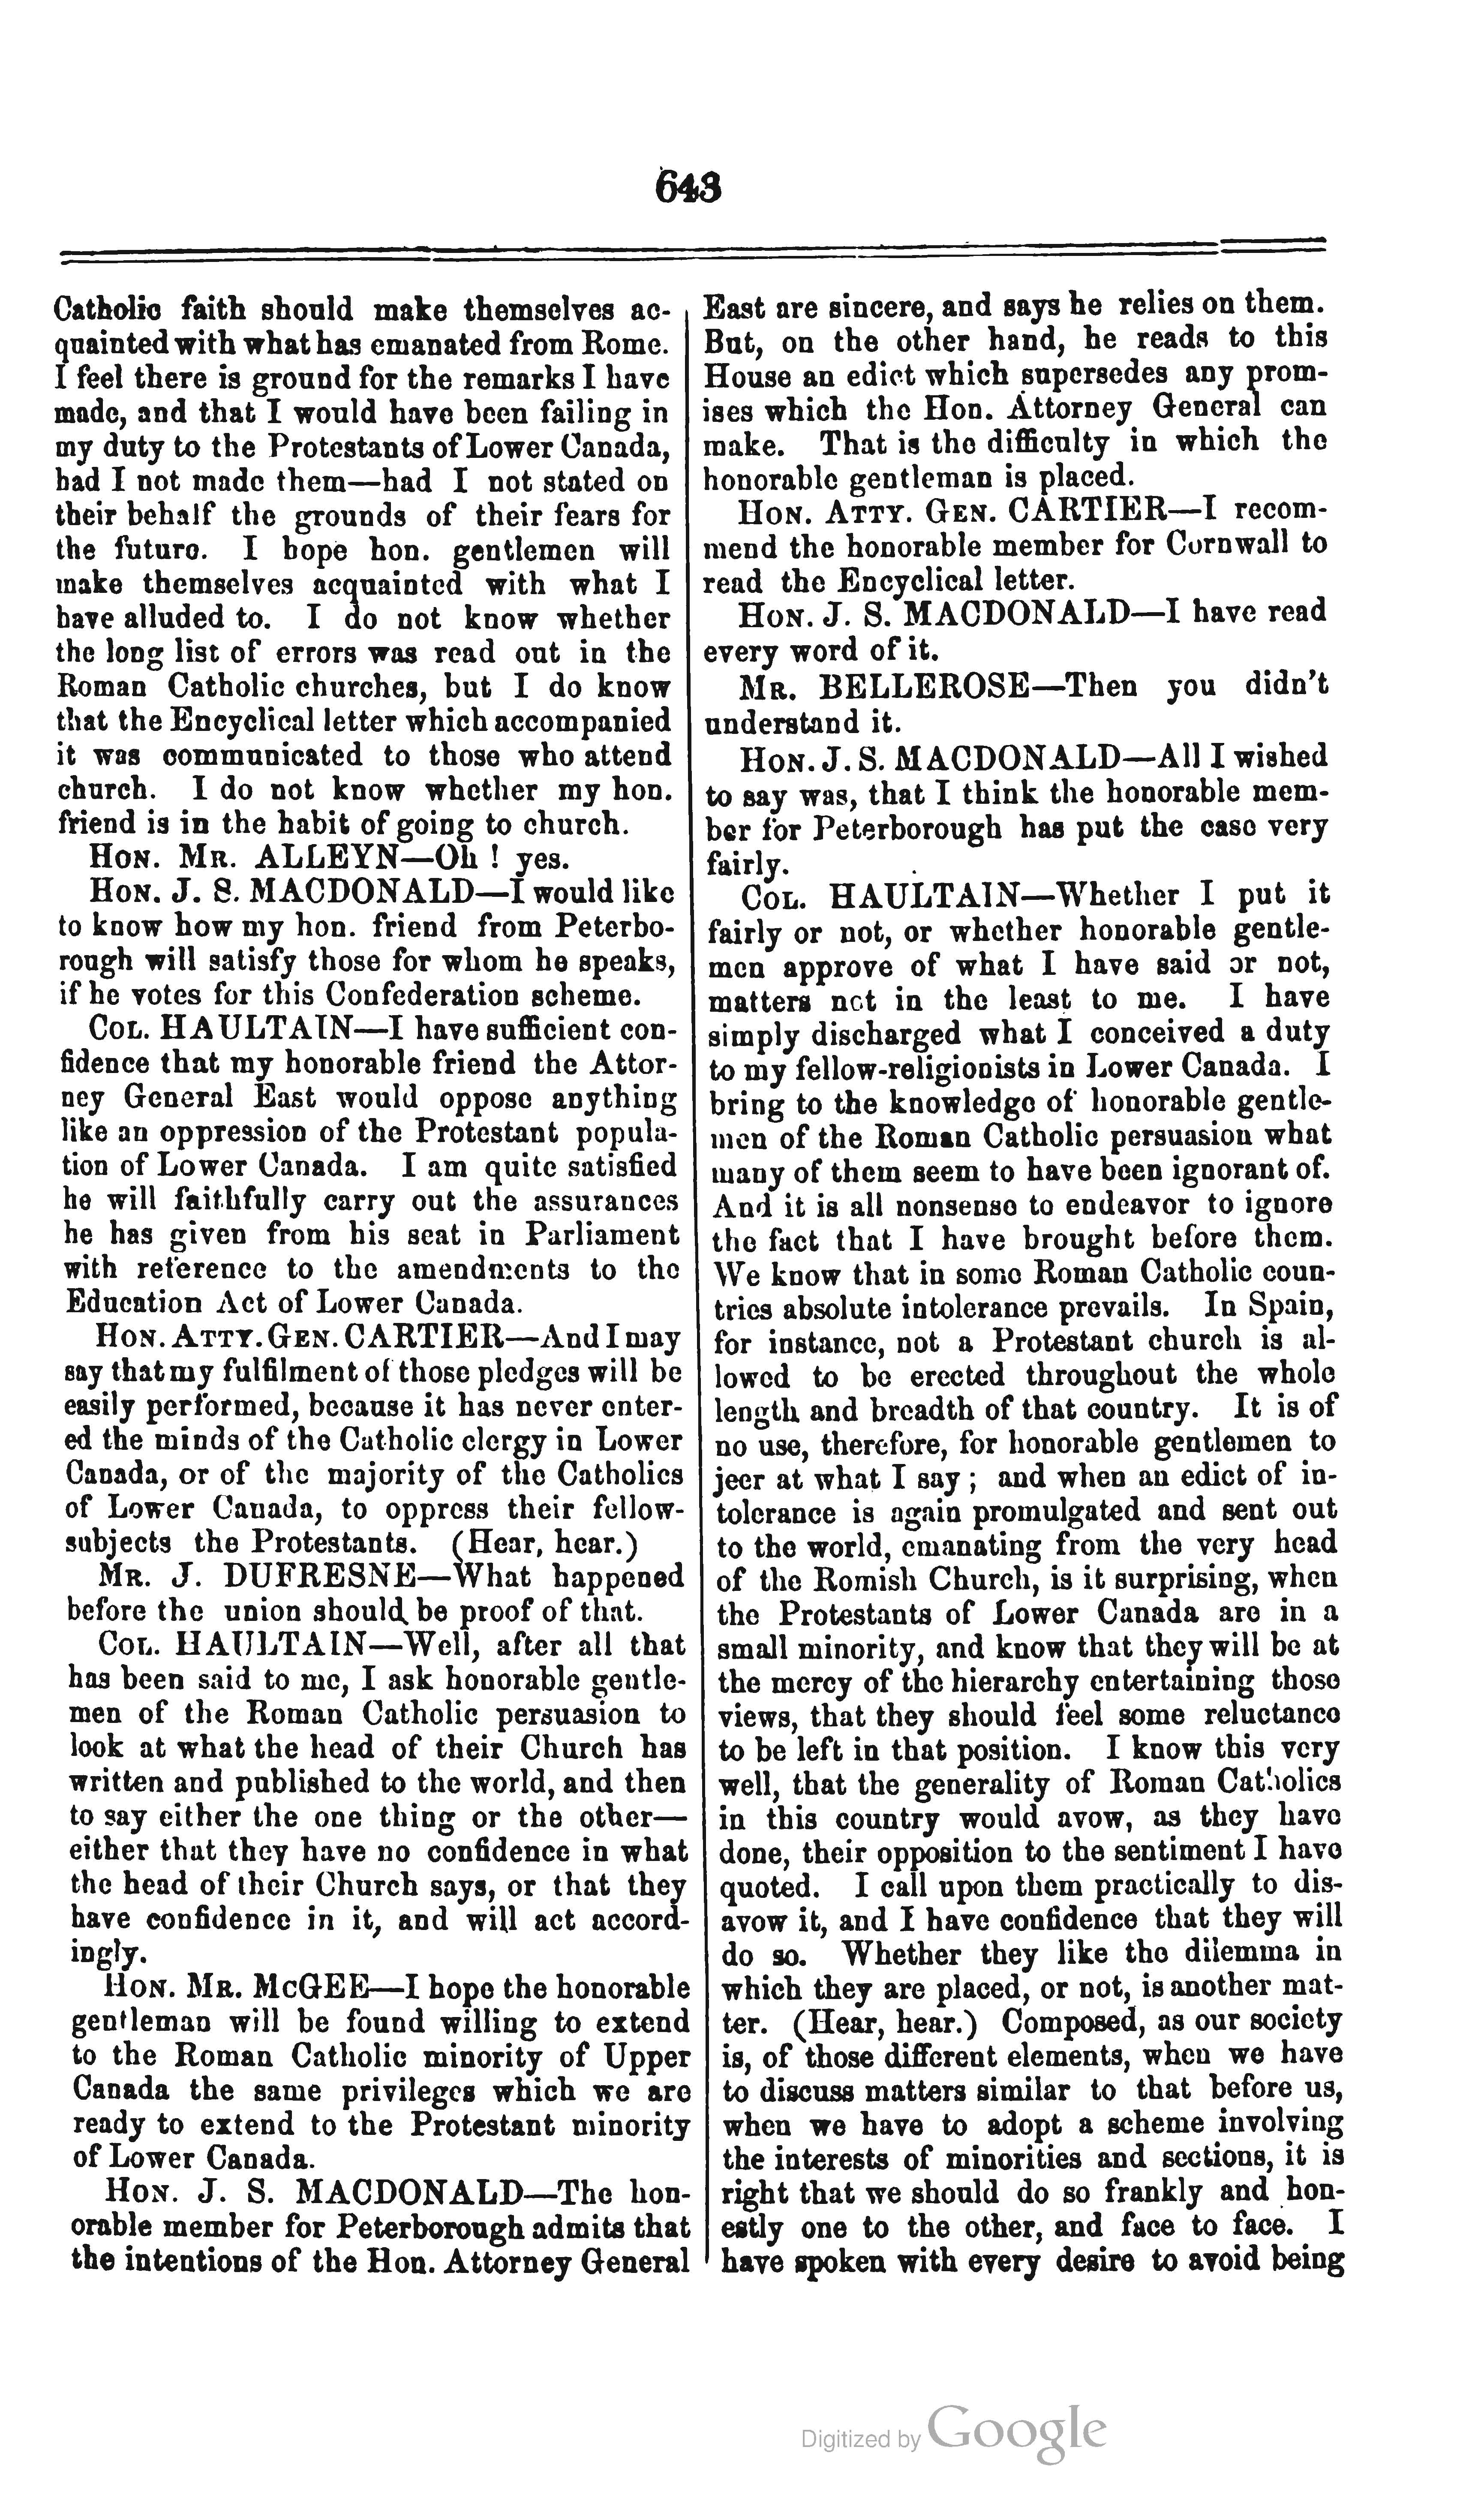 643
Catholic faith should make themselves ac-
quainted with what has emanated from Rome.
I feel there is ground for the remarks I have
made, and that I would have been failing in
my duty to the Protestants of Lower Canada,
had I not made them—had I not stated on
their behalf the grounds of their fears for
the future. I hope hon. gentlemen will
make themselves acquainted with what I
have alluded to. I do not know whether
the long list of errors was read out in the
Roman Catholic churches, but I do know
that the Encyclical letter which accompanied
it was communicated to those who attend
church. I do not know whether my hon.
friend is in the habit of going to church.
HON. MR. ALLEYN—Oh ! yes.
HON. J. S. MACDONALD—I would like
to know how my hon. friend from Peterbo-
rough will satisfy those for whom he speaks,
if he votes for this Confederation scheme.
COL. HAULTAIN—I have sufficient con-
fidence that my honorable friend the Attor-
ney General East would oppose anything
like an oppression of the Protestant popula-
tion of Lower Canada. I am quite satisfied
he will faithfully carry out the assurances
he has given from his seat in Parliament
with reference to the amendments to the
Education Act of Lower Canada.
HON. ATTY. GEN. CARTIER—And I may
say that my fulfilment of those pledges will be
easily performed, because it has never enter-
ed the minds of the Catholic clergy in Lower
Canada, or of the majority of the Catholics
of Lower Canada, to oppress their fellow-
subjects the Protestants. (Hear, hear.)
MR. J. DUFRESNE—What happened
before the union should be proof of that.
COL. HAULTAIN—Well, after all that
has been said to me, I ask honorable gentle-
men of the Roman Catholic persuasion to
look at what the head of their Church has
written and published to the world, and then
to say either the one thing or the other—
either that they have no confidence in what
the head of their Church says, or that they
have confidence in it, and will act accord-
ingly.
HON. MR. McGEE—I hope the honorable
gentleman will be found willing to extend
to the Roman Catholic minority of Upper
Canada the same privileges which we are
ready to extend to the Protestant minority
of Lower Canada.
HON. J. S. MACDONALD—The hon-
orable member for Peterborough admits that
the intentions of the Hon. Attorney General
East are sincere, and says he relies on them.
But, on the other hand, he reads to this
House an edict which supersedes any prom-
ises which the Hon. Attorney General can
make. That is the difficulty in which the
honorable gentleman is placed.
HON. ATTY. GEN. CARTIER—I recom-
mend the honorable member for Cornwall to
read the Encyclical letter.
HON. J. S. MACDONALD—I have read
every word of it.
MR. BELLEROSE—Then you didn't
understand it.
HON. J. S. MACDONALD—All I wished
to say was, that I think the honorable mem-
ber for Peterborough has put the case very
fairly.
COL. HAULTAIN—Whether I put it
fairly or not, or whether honorable gentle-
men approve of what I have said or not,
matters not in the least to me. I have
simply discharged what I conceived a duty
to my fellow-religionists in Lower Canada. I
bring to the knowledge of honorable gentle-
men of the Roman Catholic persuasion what
many of them seem to have been ignorant of.
And it is all nonsense to endeavor to ignore
the fact that I have brought before them.
We know that in some Roman Catholic coun-
tries absolute intolerance prevails. In Spain,
for instance, not a Protestant church is al-
lowed to be erected throughout the whole
length and breadth of that country. It is of
no use, therefore, for honorable gentlemen to
jeer at what I say ; and when an edict of in-
tolerance is again promulgated and sent out
to the world, emanating from the very head
of the Romish Church, is it surprising, when
the Protestants of Lower Canada are in a
small minority, and know that they will be at
the mercy of the hierarchy entertaining those
views, that they should feel some reluctance
to be left in that position. I know this very
well, that the generality of Roman Catholics
in this country would avow, as they have
done, their opposition to the sentiment I have
quoted. I call upon them practically to dis-
avow it, and I have confidence that they will
do so. Whether they like the dilemma in
which they are placed, or not, is another mat-
ter. (Hear, hear.) Composed, as our society
is, of those different elements, when we have
to discuss matters similar to that before us,
when we have to adopt a scheme involving
the interests of minorities and sections, it is
right that we should do so frankly and hon-
estly one to the other, and face to face. I
have spoken with every desire to avoid being
Digitized by Google